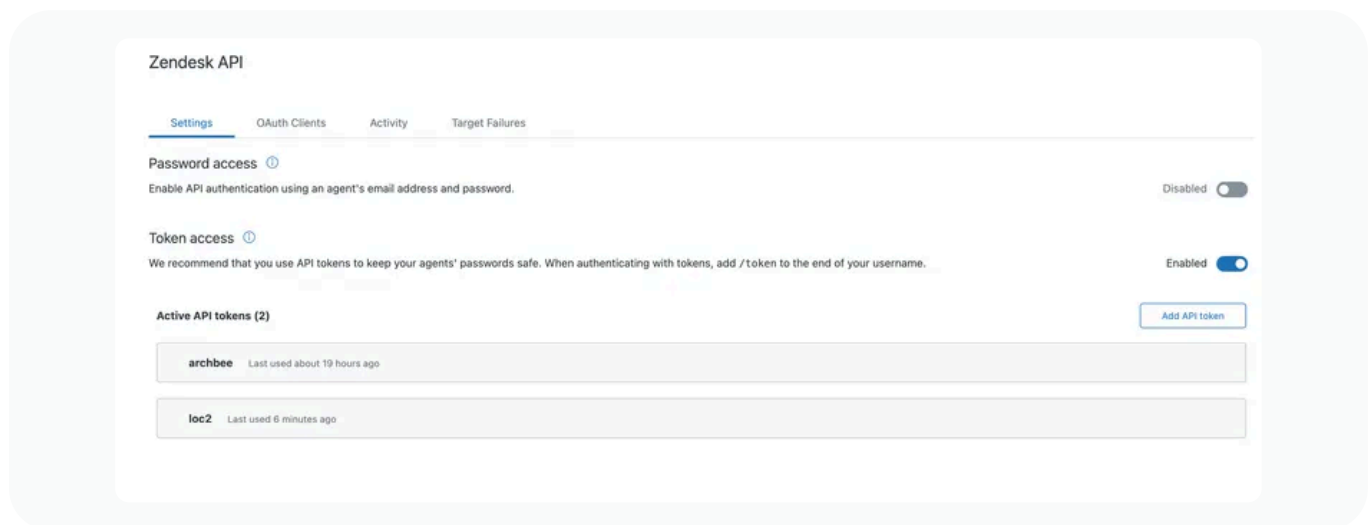 Zendesk API
Settings OAuth Clients Activity Target Failures
Password access
Enable API authentication using an agent's email address and password. Disabled
Token access
We recommend that you use API tokens to keep your agents' passwords safe. When authenticating with tokens, add /token to the end of your username. Enabled
Active API tokens (2) Add API token
archbee Last used about 19 hours ago
loc2 Last used 6 minutes ago